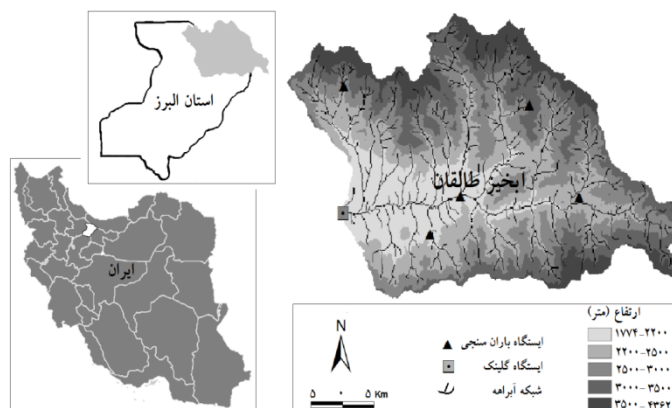 استان البرز
ایران
آبخیز طالقان
N
۵ ۰ ۵ Km
ایستگاه باران سنجی
ایستگاه گلینک
شبکه آبراهه
ارتفاع (متر)
۱۷۷۴-۲۲۰۰
۲۲۰۰-۲۵۰۰
۲۵۰۰-۳۰۰۰
۳۰۰۰-۳۵۰۰
۳۵۰۰-۴۳۶۲